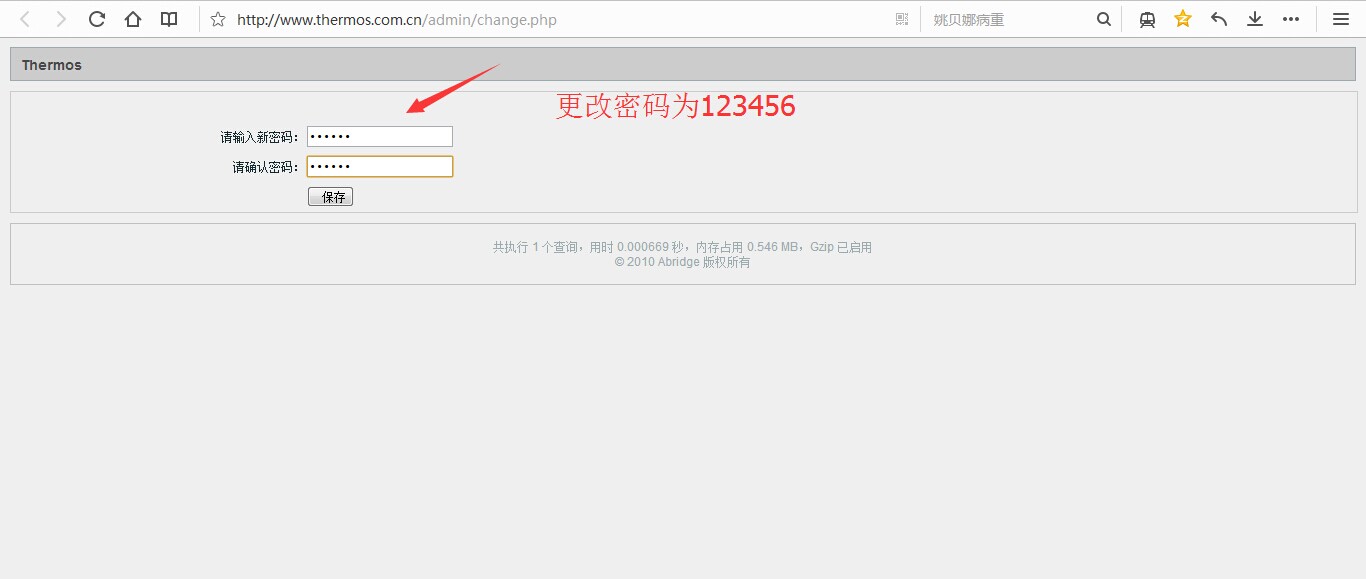 http://www.thermos.com.cn/admin/change.php
姚贝娜病重
Thermos
更改密码为123456
请输入新密码：
••••••
请确认密码：
••••••
保存
共执行 1 个查询，用时 0.000669 秒，内存占用 0.546 MB，Gzip 已启用
© 2010 Abridge 版权所有